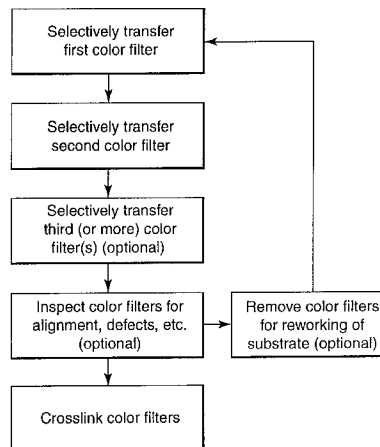 Selectively transfer
first color filter
Selectively transfer
second color filter
Selectively transfer
third (or more) color
filter(s) (optional)
Inspect color filters for
alignment, defects, etc.
(optional)
Remove color filters
for reworking of
substrate (optional)
Crosslink color filters